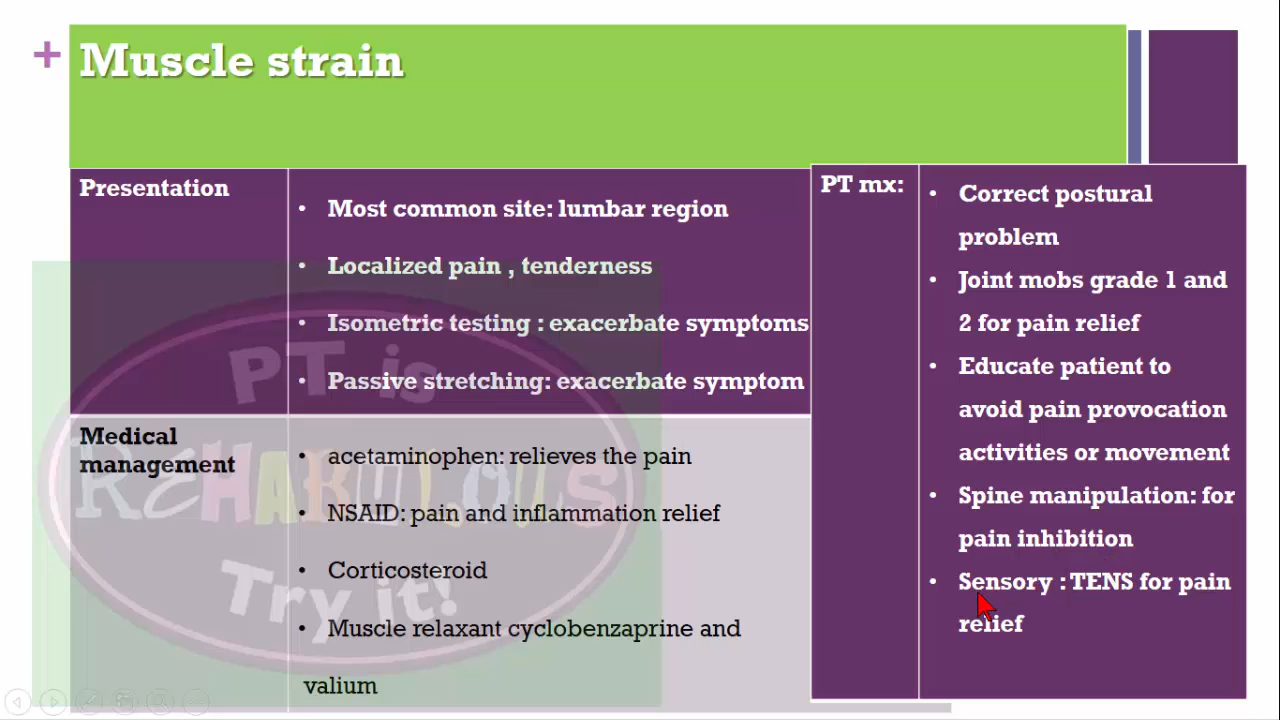 + Muscle strain
Presentation
• Most common site: lumbar region
• Localized pain , tenderness
• Isometric testing : exacerbate symptoms
• Passive stretching: exacerbate symptom
Medical
management
• acetaminophen: relieves the pain
• NSAID: pain and inflammation relief
• Corticosteroid
• Muscle relaxant cyclobenzaprine and
valium
PT mx:
• Correct postural
problem
• Joint mobs grade 1 and
2 for pain relief
• Educate patient to
avoid pain provocation
activities or movement
• Spine manipulation: for
pain inhibition
• Sensory : TENS for pain
relief
PT is
REHABULOUS
Try it!